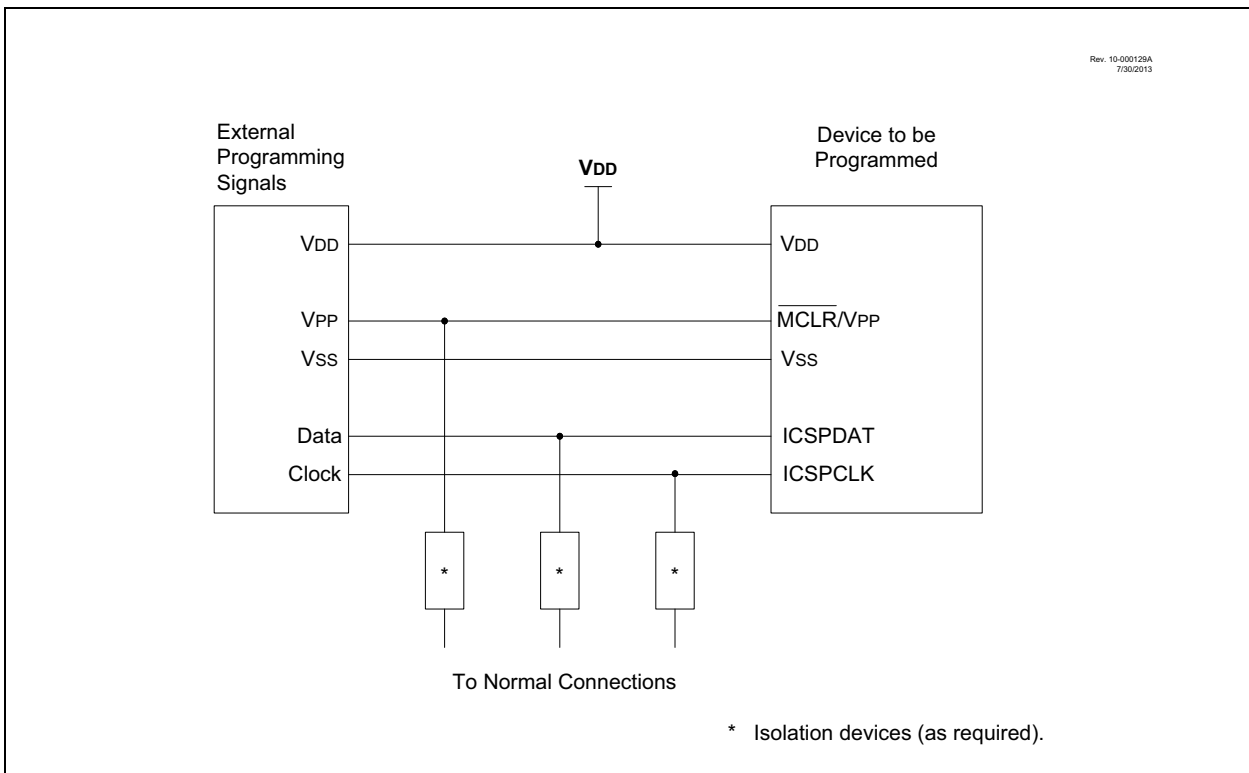 Rev. 10-000129A
7/30/2013
External
Programming
Signals
Device to be
Programmed
VDD
VDD
VPP
VSS
Data
Clock
VDD
MCLR/VPP
VSS
ICSPDAT
ICSPCLK
*
*
*
To Normal Connections
* Isolation devices (as required).